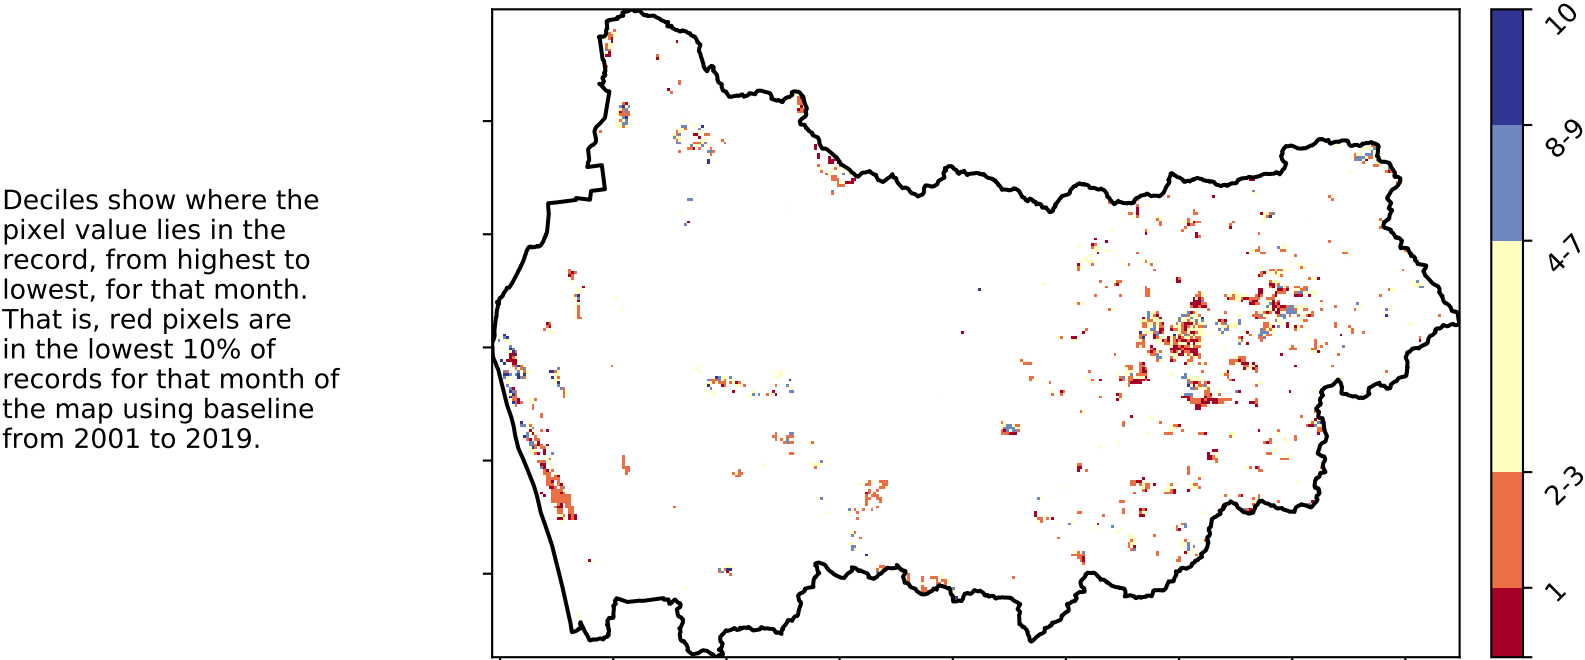 Deciles show where the
pixel value lies in the
record, from highest to
lowest, for that month.
That is, red pixels are
in the lowest 10% of
records for that month of
the map using baseline
from 2001 to 2019.
10
8-9
4-7
2-3
1